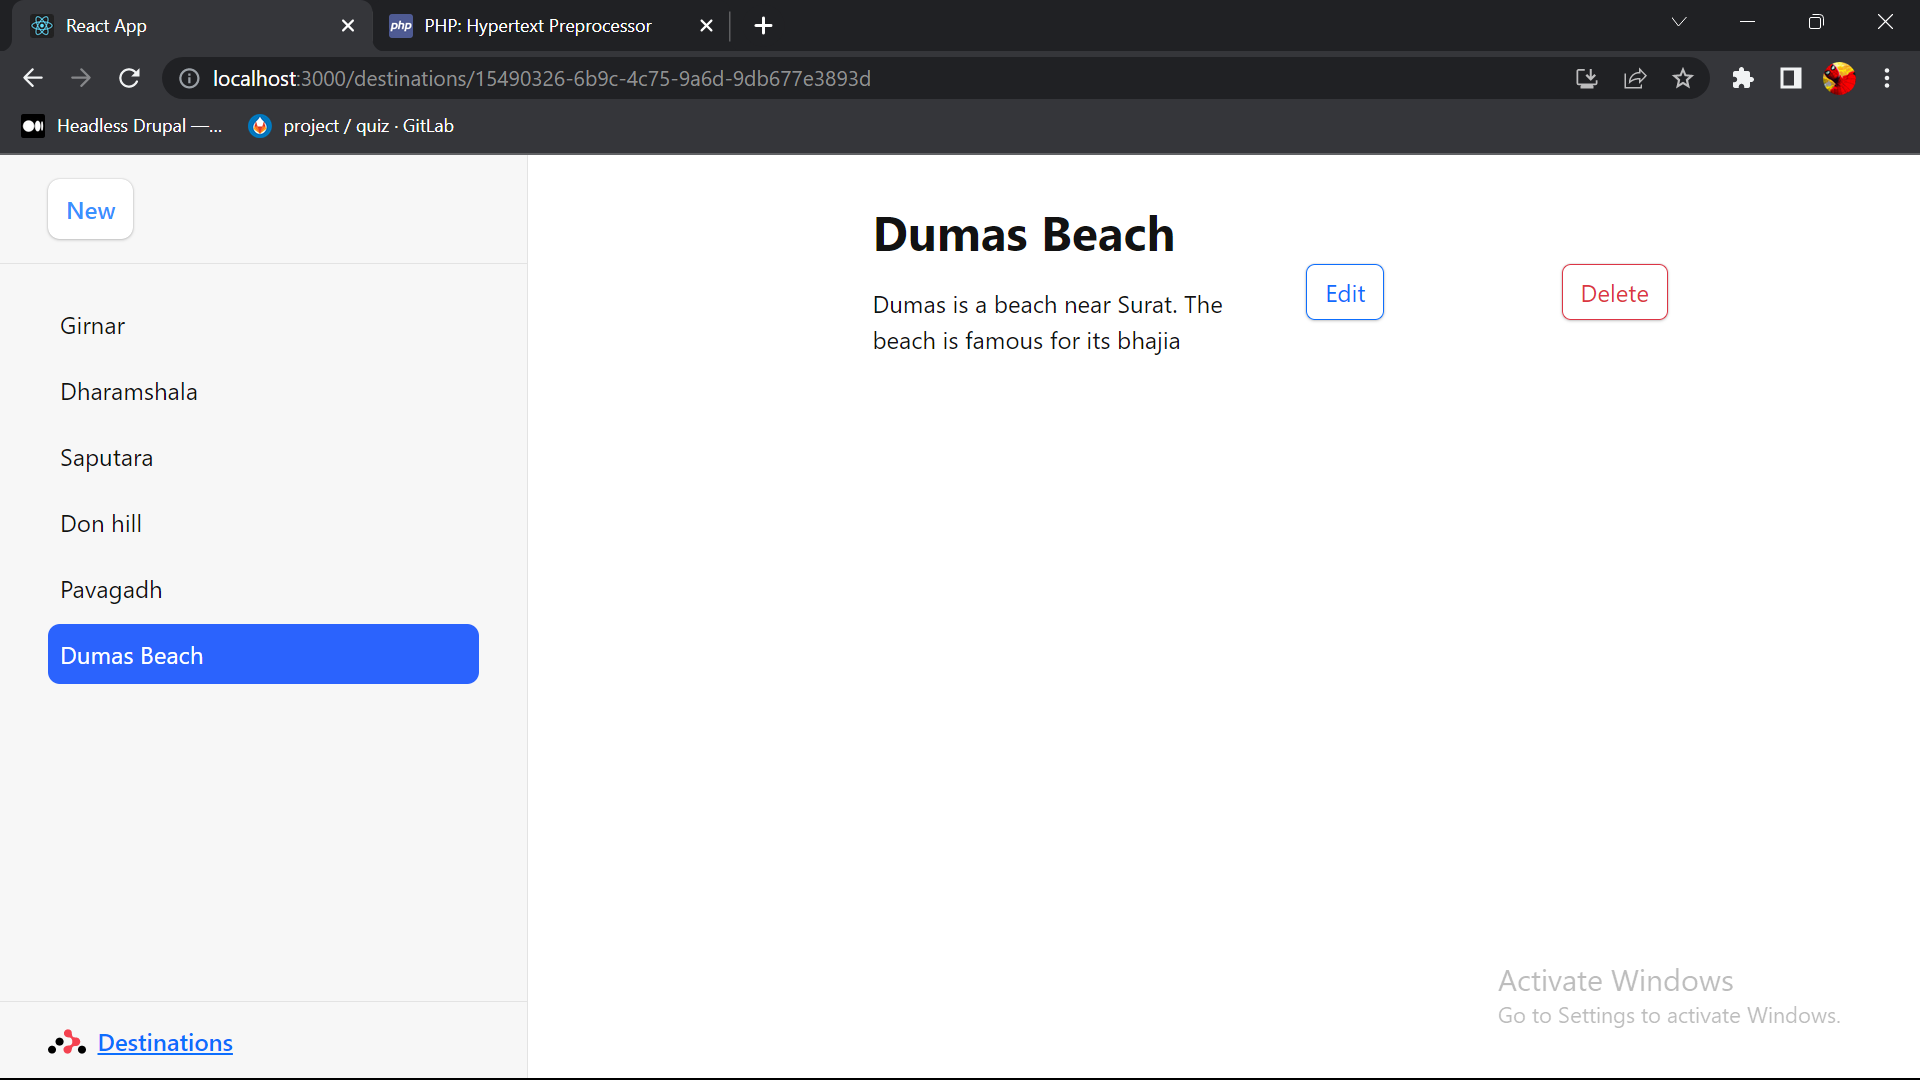 React App
php PHP: Hypertext Preprocessor
localhost:3000/destinations/15490326-6b9c-4c75-9a6d-9db677e3893d
Headless Drupal —...
project / quiz · GitLab
New
Girnar
Dharamshala
Saputara
Don hill
Pavagadh
Dumas Beach
Destinations
Dumas Beach
Dumas is a beach near Surat. The
beach is famous for its bhajia
Edit
Delete
Activate Windows
Go to Settings to activate Windows.